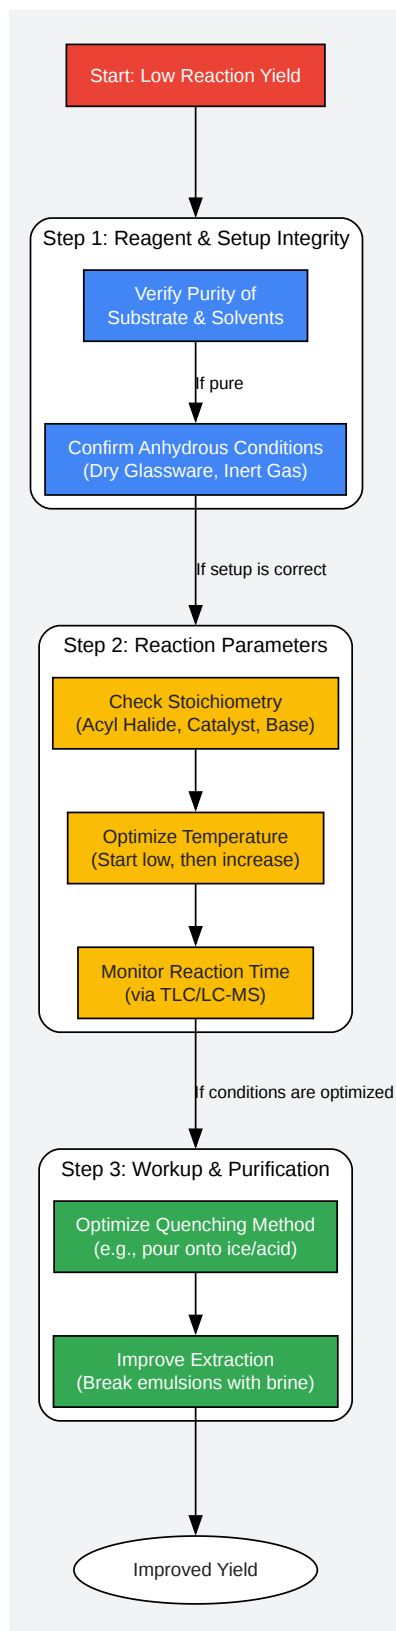 Start: Low Reaction Yield
Step 1: Reagent & Setup Integrity
Verify Purity of
Substrate & Solvents
If pure
Confirm Anhydrous Conditions
(Dry Glassware, Inert Gas)
If setup is correct
Step 2: Reaction Parameters
Check Stoichiometry
(Acyl Halide, Catalyst, Base)
Optimize Temperature
(Start low, then increase)
Monitor Reaction Time
(via TLC/LC-MS)
If conditions are optimized
Step 3: Workup & Purification
Optimize Quenching Method
(e.g., pour onto ice/acid)
Improve Extraction
(Break emulsions with brine)
Improved Yield